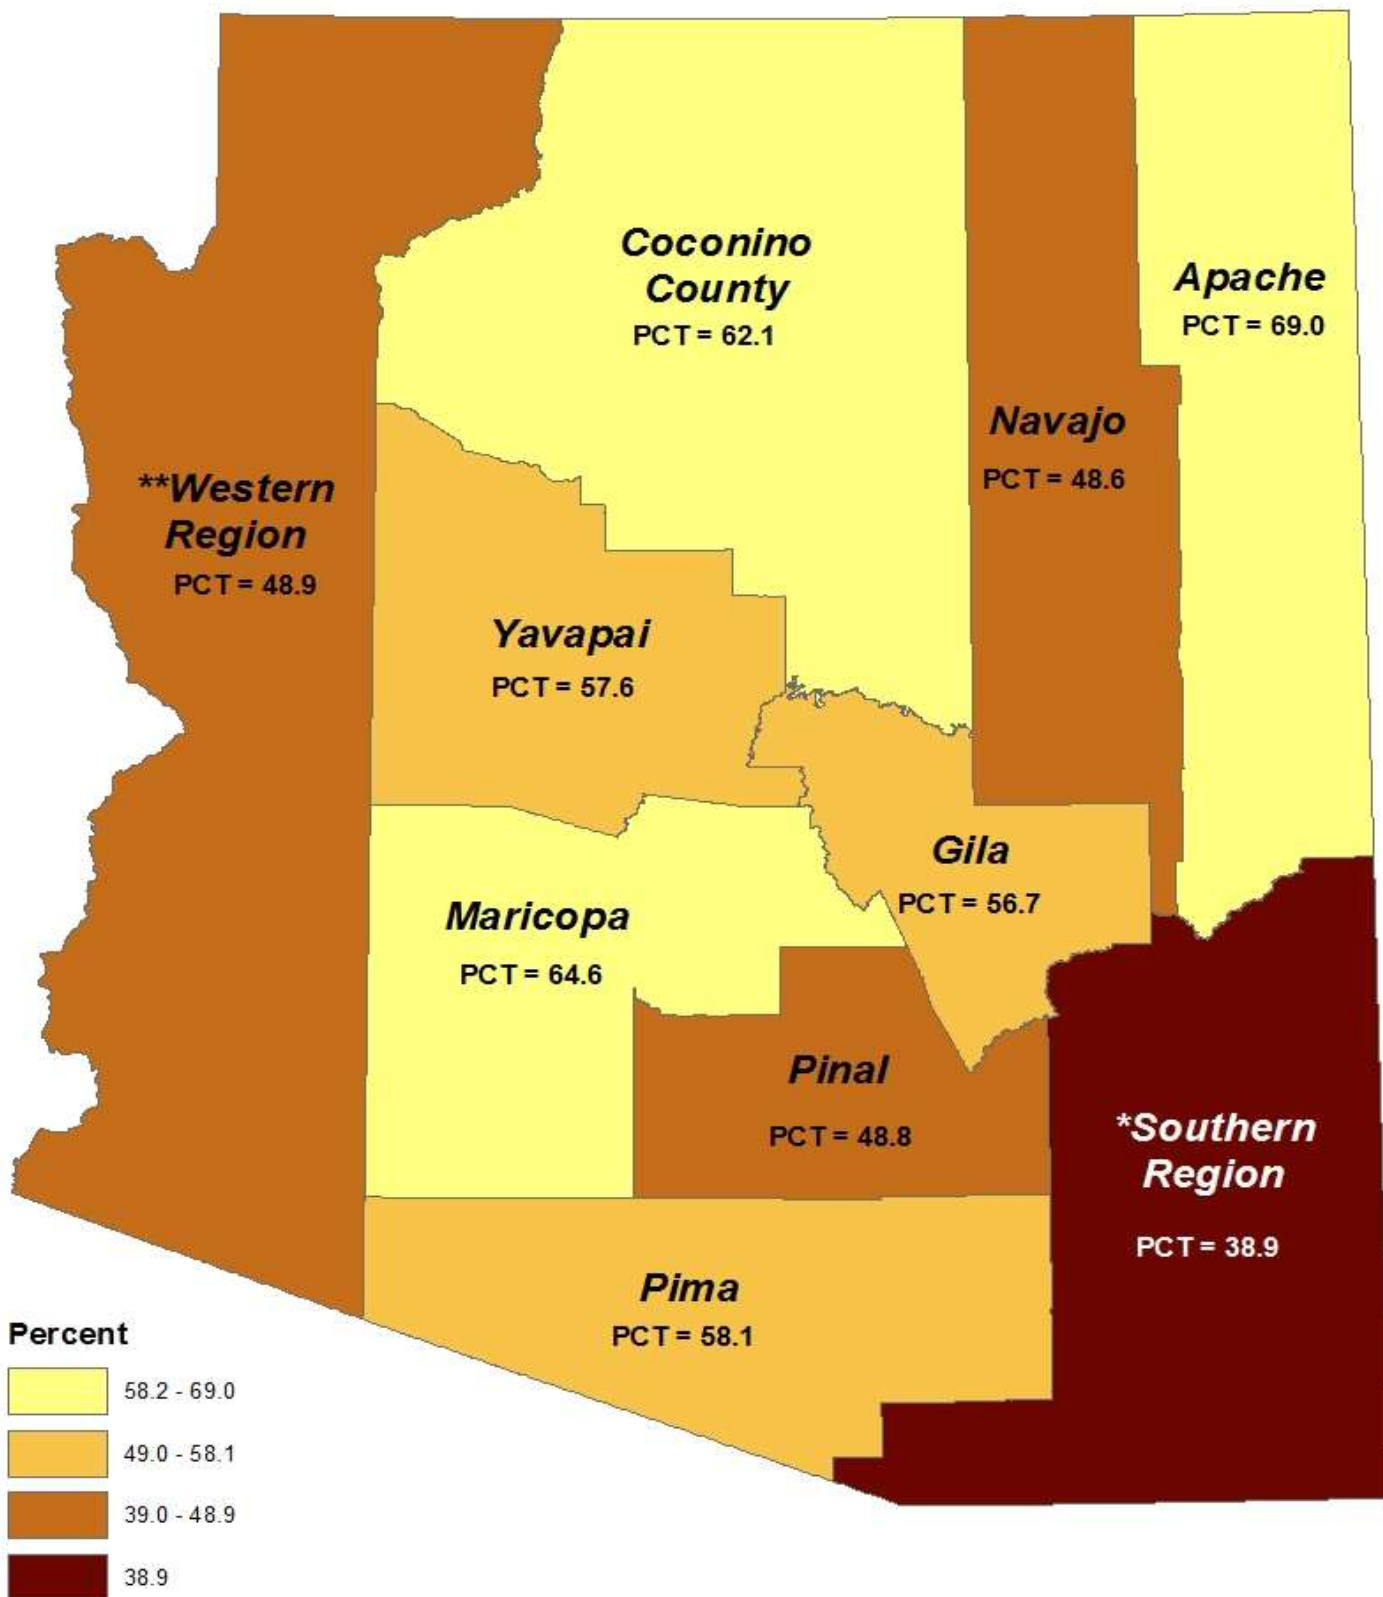 Coconino
County
PCT = 62.1
Apache
PCT = 69.0
Navajo
PCT = 48.6
**Western
Region
PCT = 48.9
Yavapai
PCT = 57.6
Gila
PCT = 56.7
Maricopa
PCT = 64.6
Pinal
PCT = 48.8
*Southern
Region
PCT = 38.9
Pima
PCT = 58.1
Percent
58.2 - 69.0
49.0 - 58.1
39.0 - 48.9
38.9